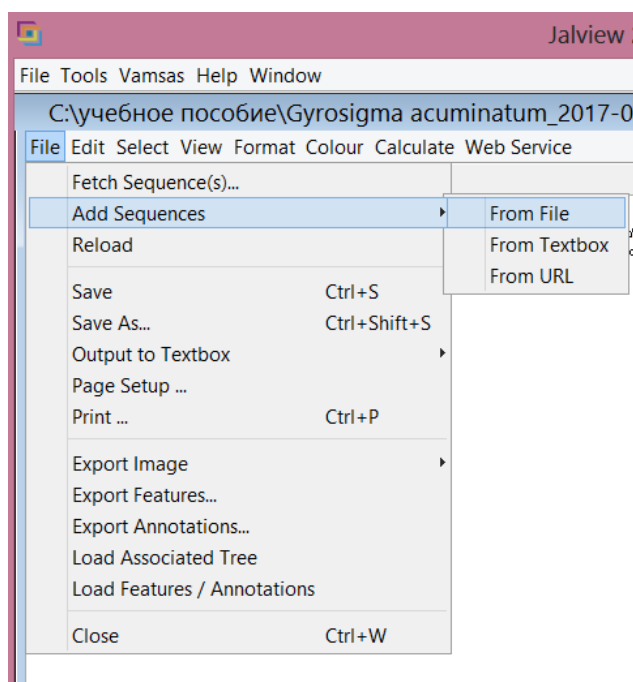 Jalview
File Tools Vamsas Help Window
C:\учебное пособие\Gyrosigma acuminatum_2017-0
File Edit Select View Format Colour Calculate Web Service
Fetch Sequence(s)...
Add Sequences
From File
Reload
From Textbox
From URL
Save Ctrl+S
Save As... Ctrl+Shift+S
Output to Textbox
Page Setup ...
Print ... Ctrl+P
Export Image
Export Features...
Export Annotations...
Load Associated Tree
Load Features / Annotations
Close Ctrl+W